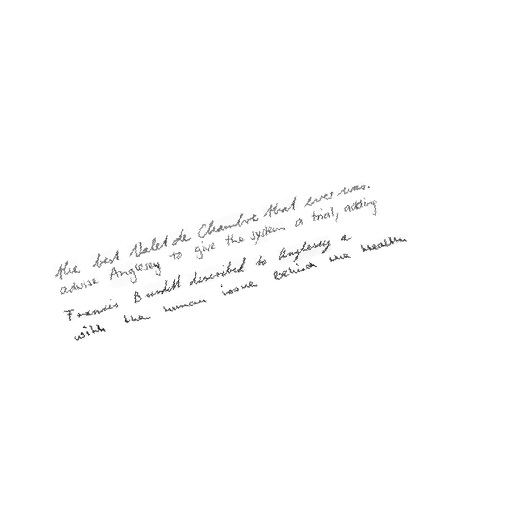 the best Valet de Chambre that ever was.
advise Anglesey to give the system a trial, adding
Francis Burdett described to Anglesey a
with the human issue behind the wealth